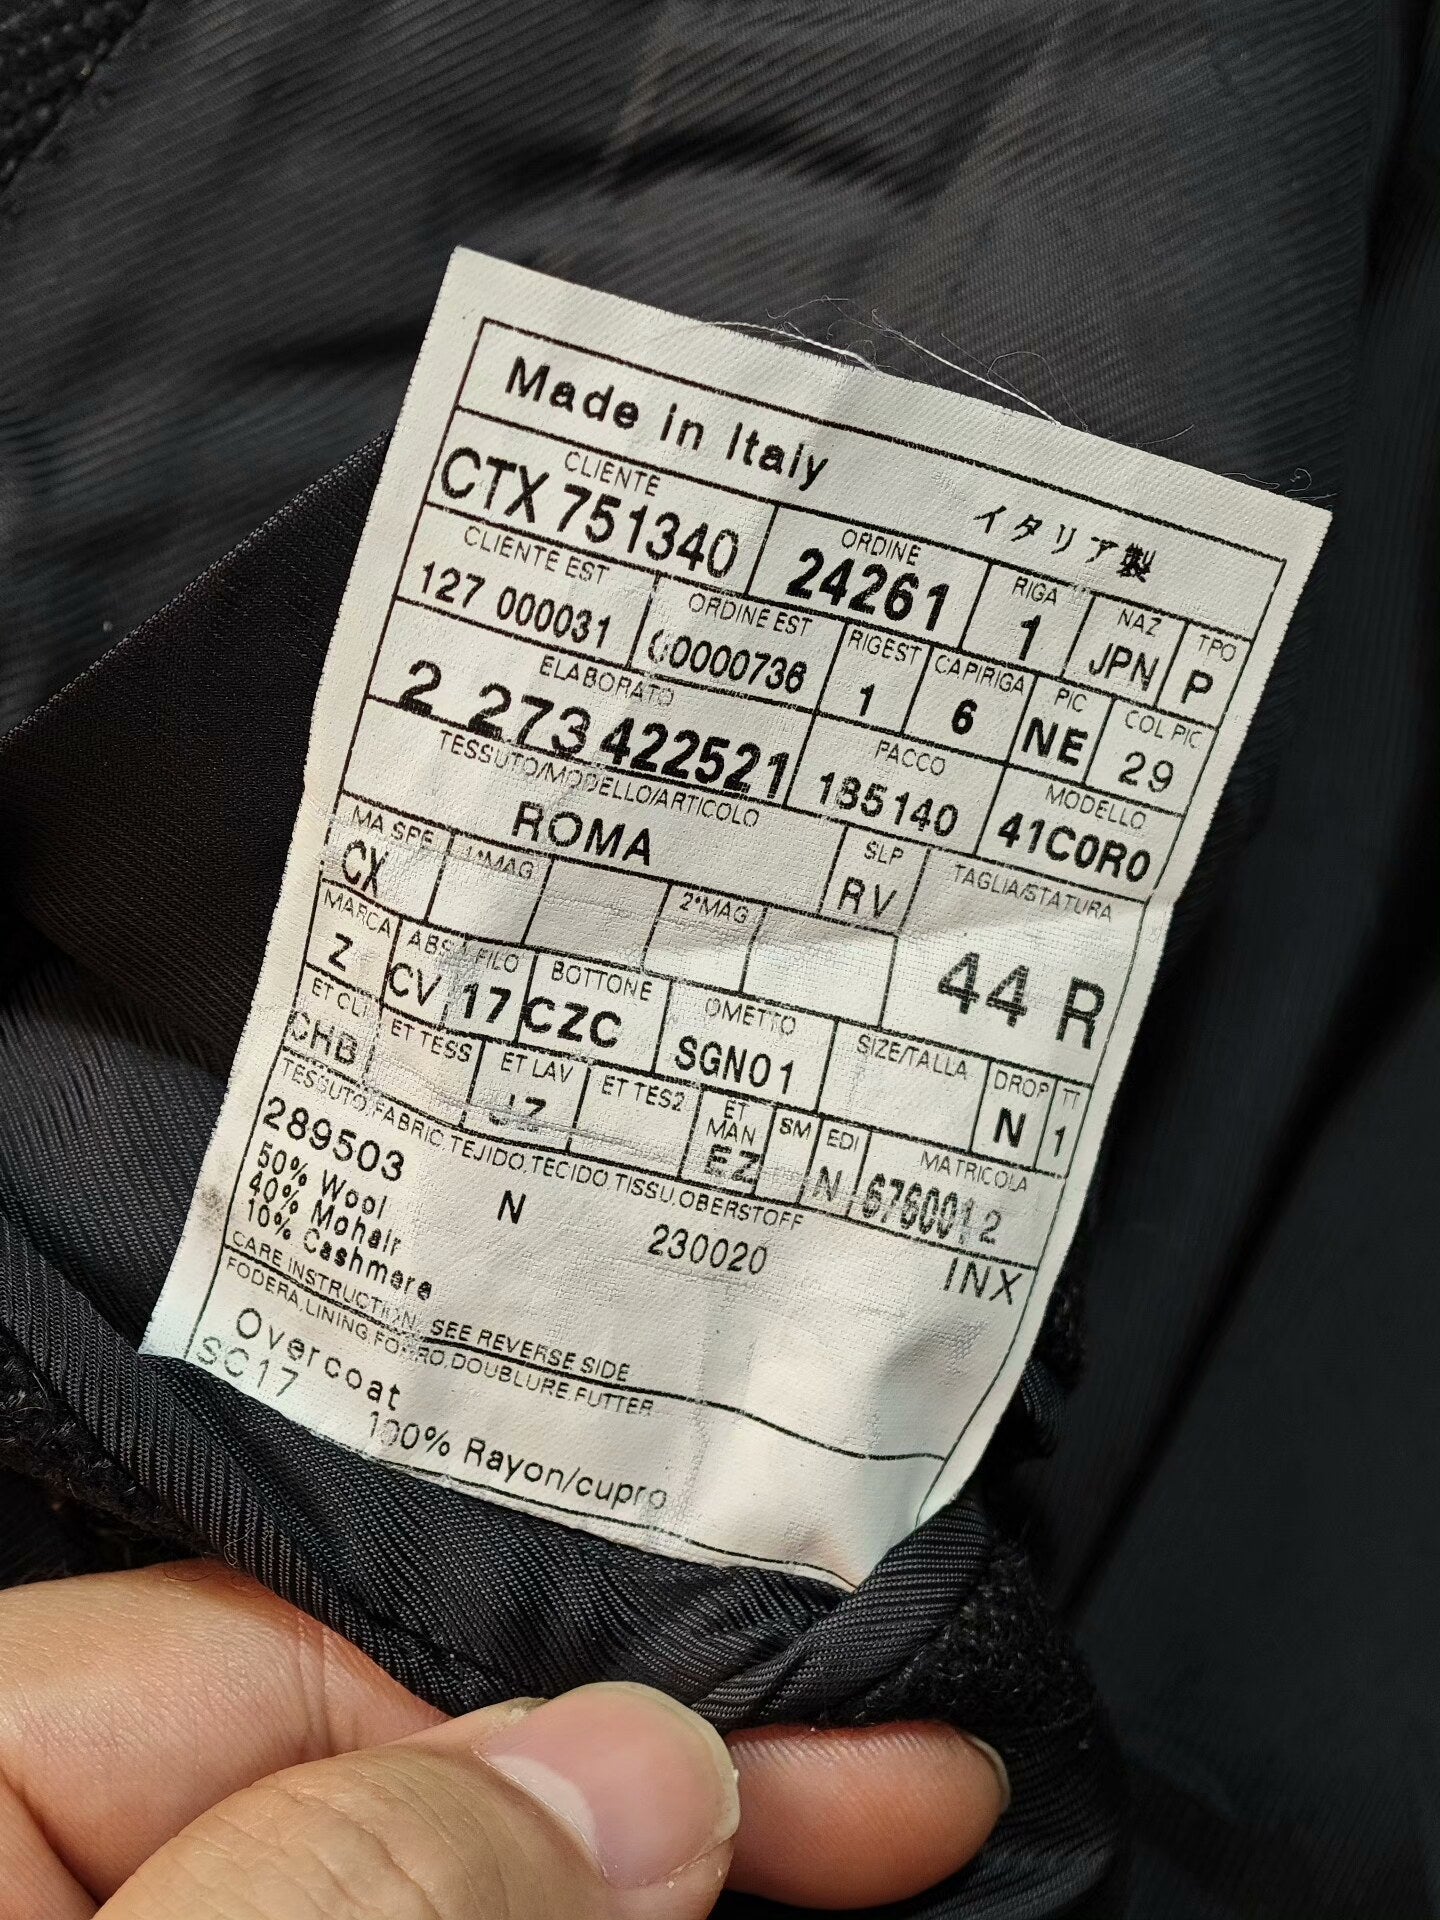 Made in Italy イタリア製
CLIENTE ORDINE RIGA NAZ TPO
CTX 751340 24261 1 JPN P
CLIENTE EST ORDINE EST RIGEST CAPIRIGA PIC COL PIC
127 000031 00000736 1 6 NE 29
ELABORATO PACCO MODELLO
2 273 422521 185140 41C0R0
TESSUTO/MODELLO/ARTICOLO SLP TAGLIA/STATURA
ROMA RV 44 R
MA SPE 1°MAG 2°MAG
CX
MARCA ABS FILO BOTTONE OMETTO SIZE/TALLA DROP TT
Z CV 17 CZC SGN01 N 1
ET CLI ET TESS ET LAV ET TES2 ET MAN SM EDI MATRICOLA
CHB JZ EZ N 6760012
TESSUTO,FABRIC,TEJIDO,TECIDO,TISSU,OBERSTOFF
289503 N 230020 INX
50% Wool
40% Mohair
10% Cashmere
CARE INSTRUCTION, SEE REVERSE SIDE
FODERA,LINING,FORRO,DOUBLURE,FUTTER
Overcoat
SC17
100% Rayon/cupro